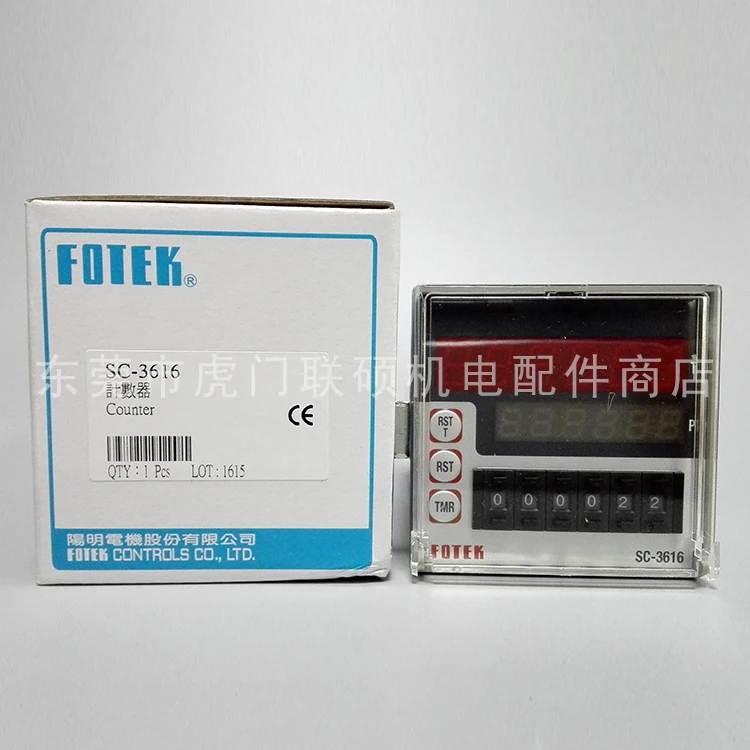 FOTEK®
SC-3616
計數器
Counter
CE
QTY : 1 Pcs LOT : 1615
陽明電機股份有限公司
FOTEK CONTROLS CO., LTD.
东莞市虎门联硕机电配件商店
RST T
RST
TMR
P
0 0 0 0 2 2
FOTEK
SC-3616